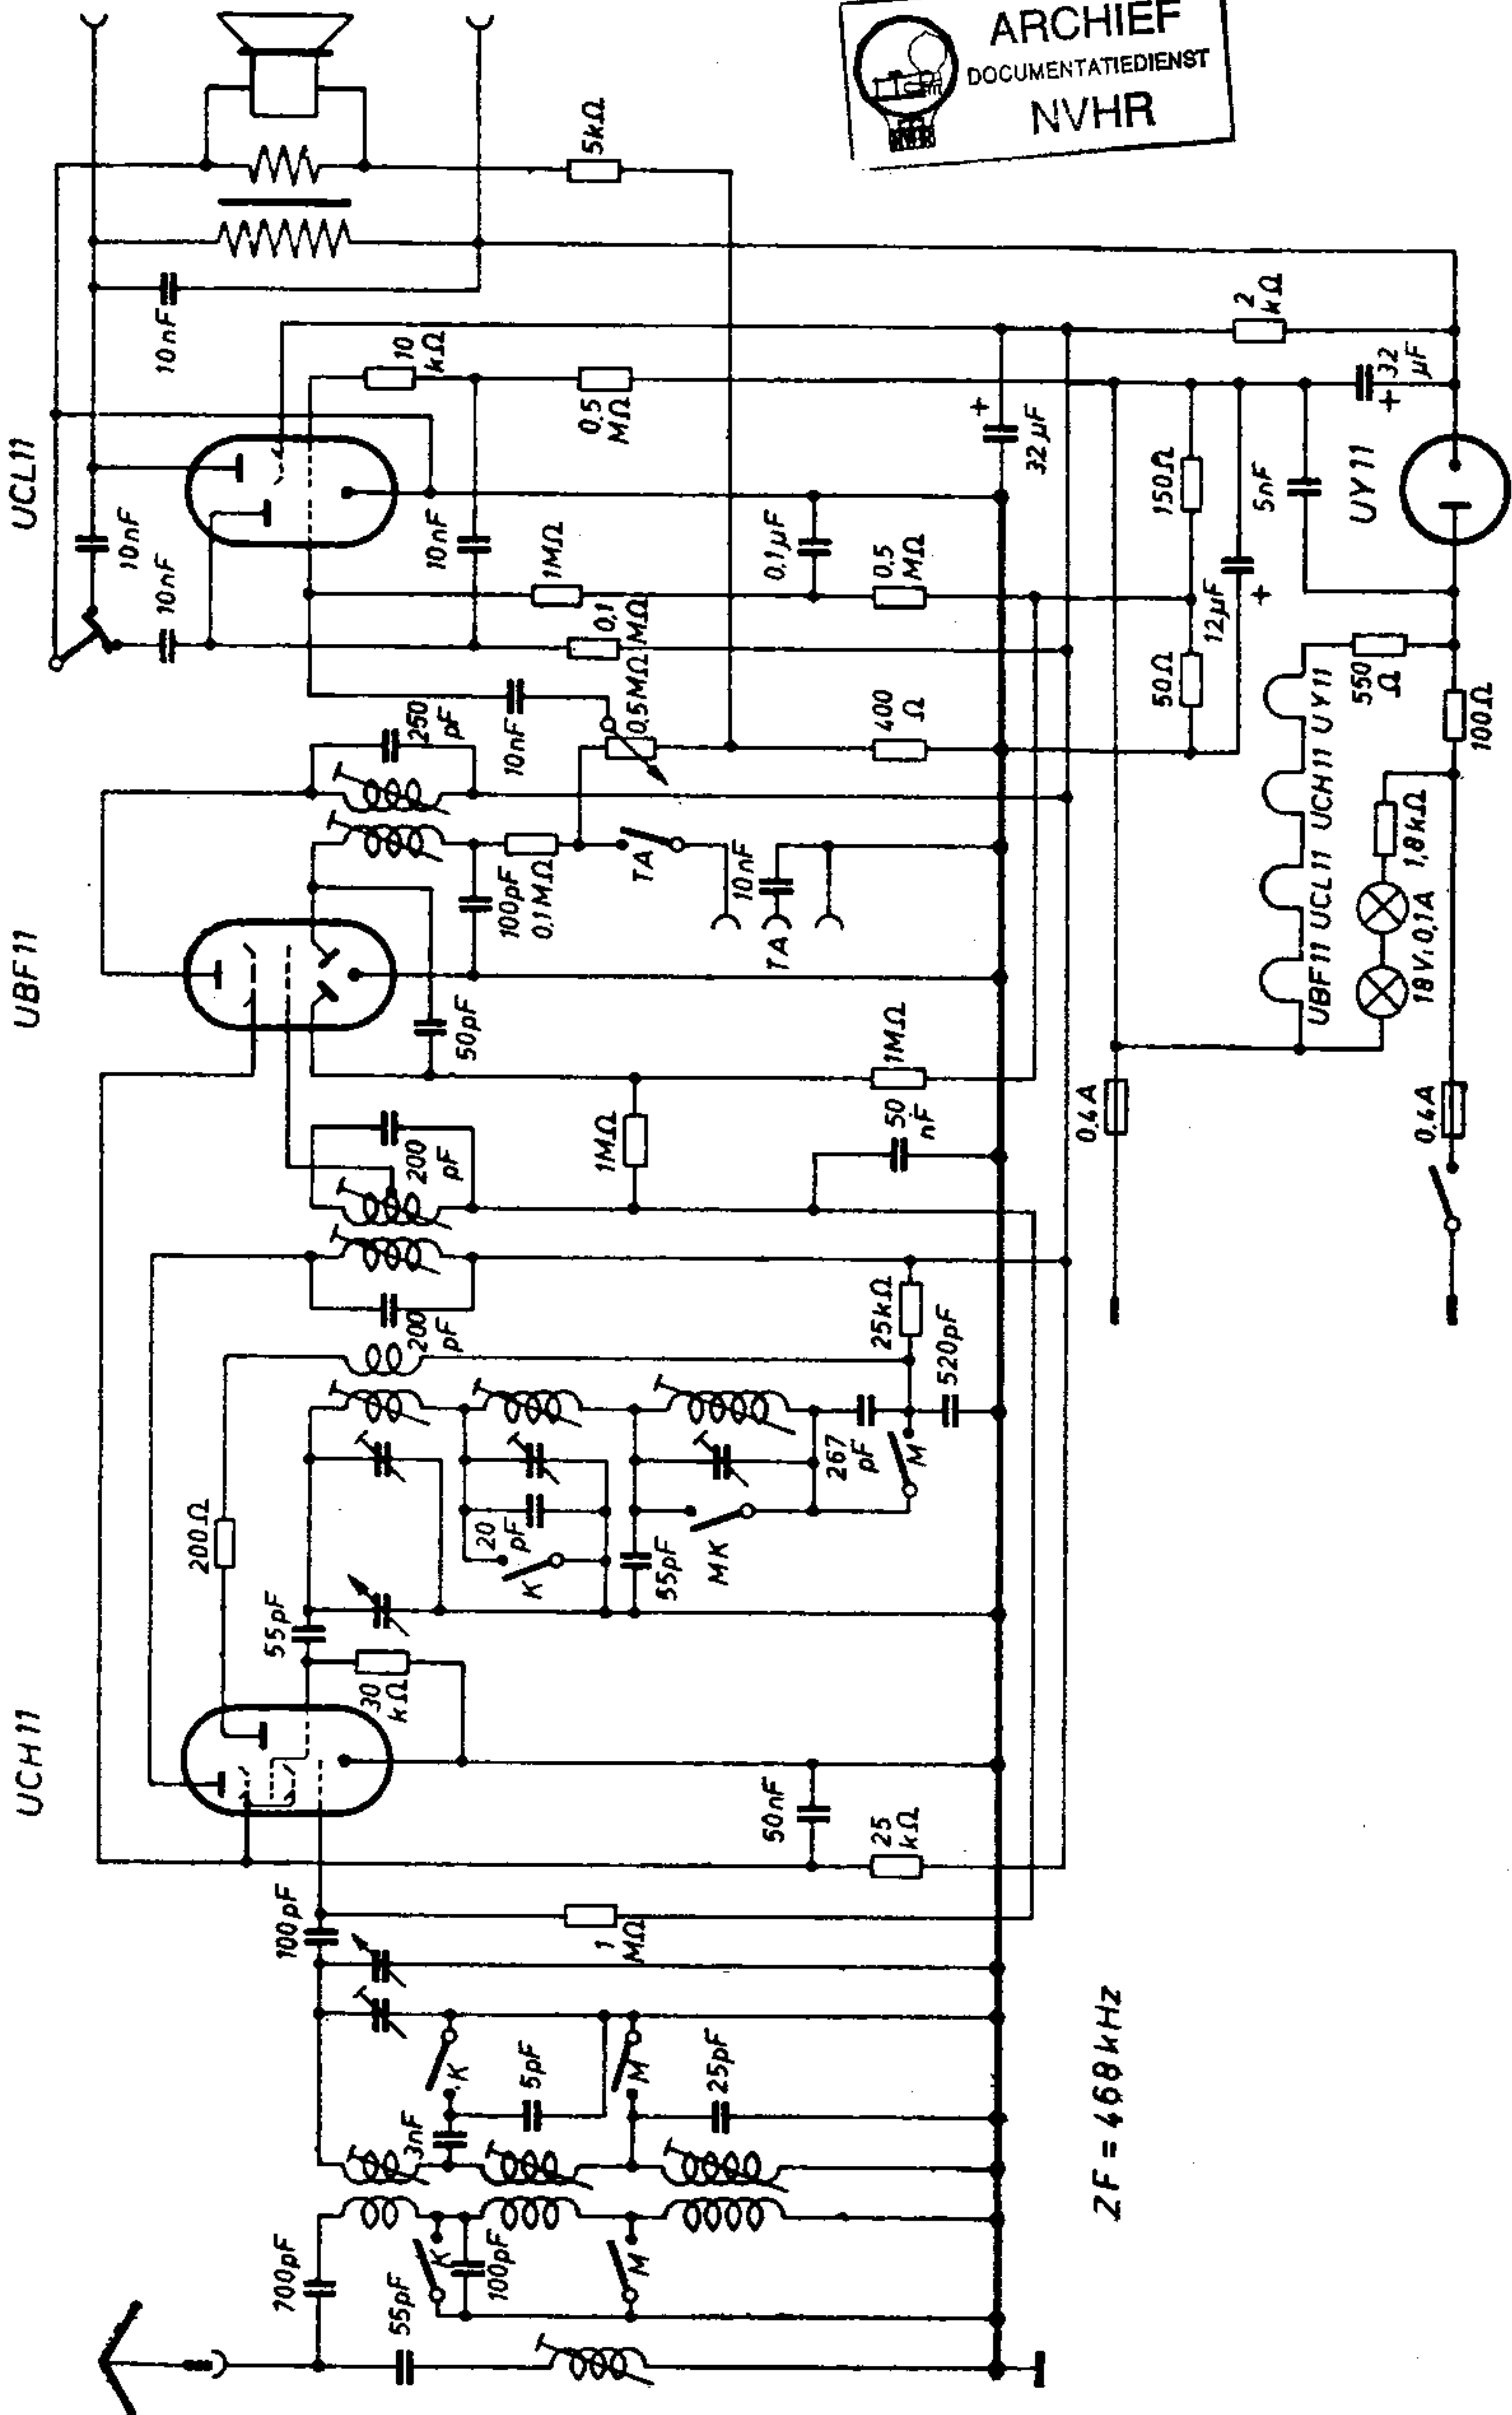 UCH11
UBF11
UCL11
700pF
55pF
K
100pF
M
3nF
K
5pF
M
25pF
100pF
1
MΩ
50nF
25
kΩ
30
kΩ
55pF
200Ω
K
20
pF
55pF
MK
267
pF
M
520pF
25kΩ
200
pF
200
pF
1MΩ
50
nF
1MΩ
50pF
100pF
0,1MΩ
TA
TA
10nF
250
pF
10nF
0,5MΩ
400
Ω
10nF
10nF
0,1
MΩ
1MΩ
10nF
0,1µF
0,5
MΩ
10
kΩ
0,5
MΩ
+
32µF
10nF
5kΩ
2
kΩ
150Ω
50Ω
12µF
+
5nF
+
32
µF
UY11
550
Ω
100Ω
UBF11 UCL11 UCH11 UY11
18V;0,1A
1,8kΩ
0,4A
0,4A
ZF = 468kHz
ARCHIEF
DOCUMENTATIEDIENST
NVHR